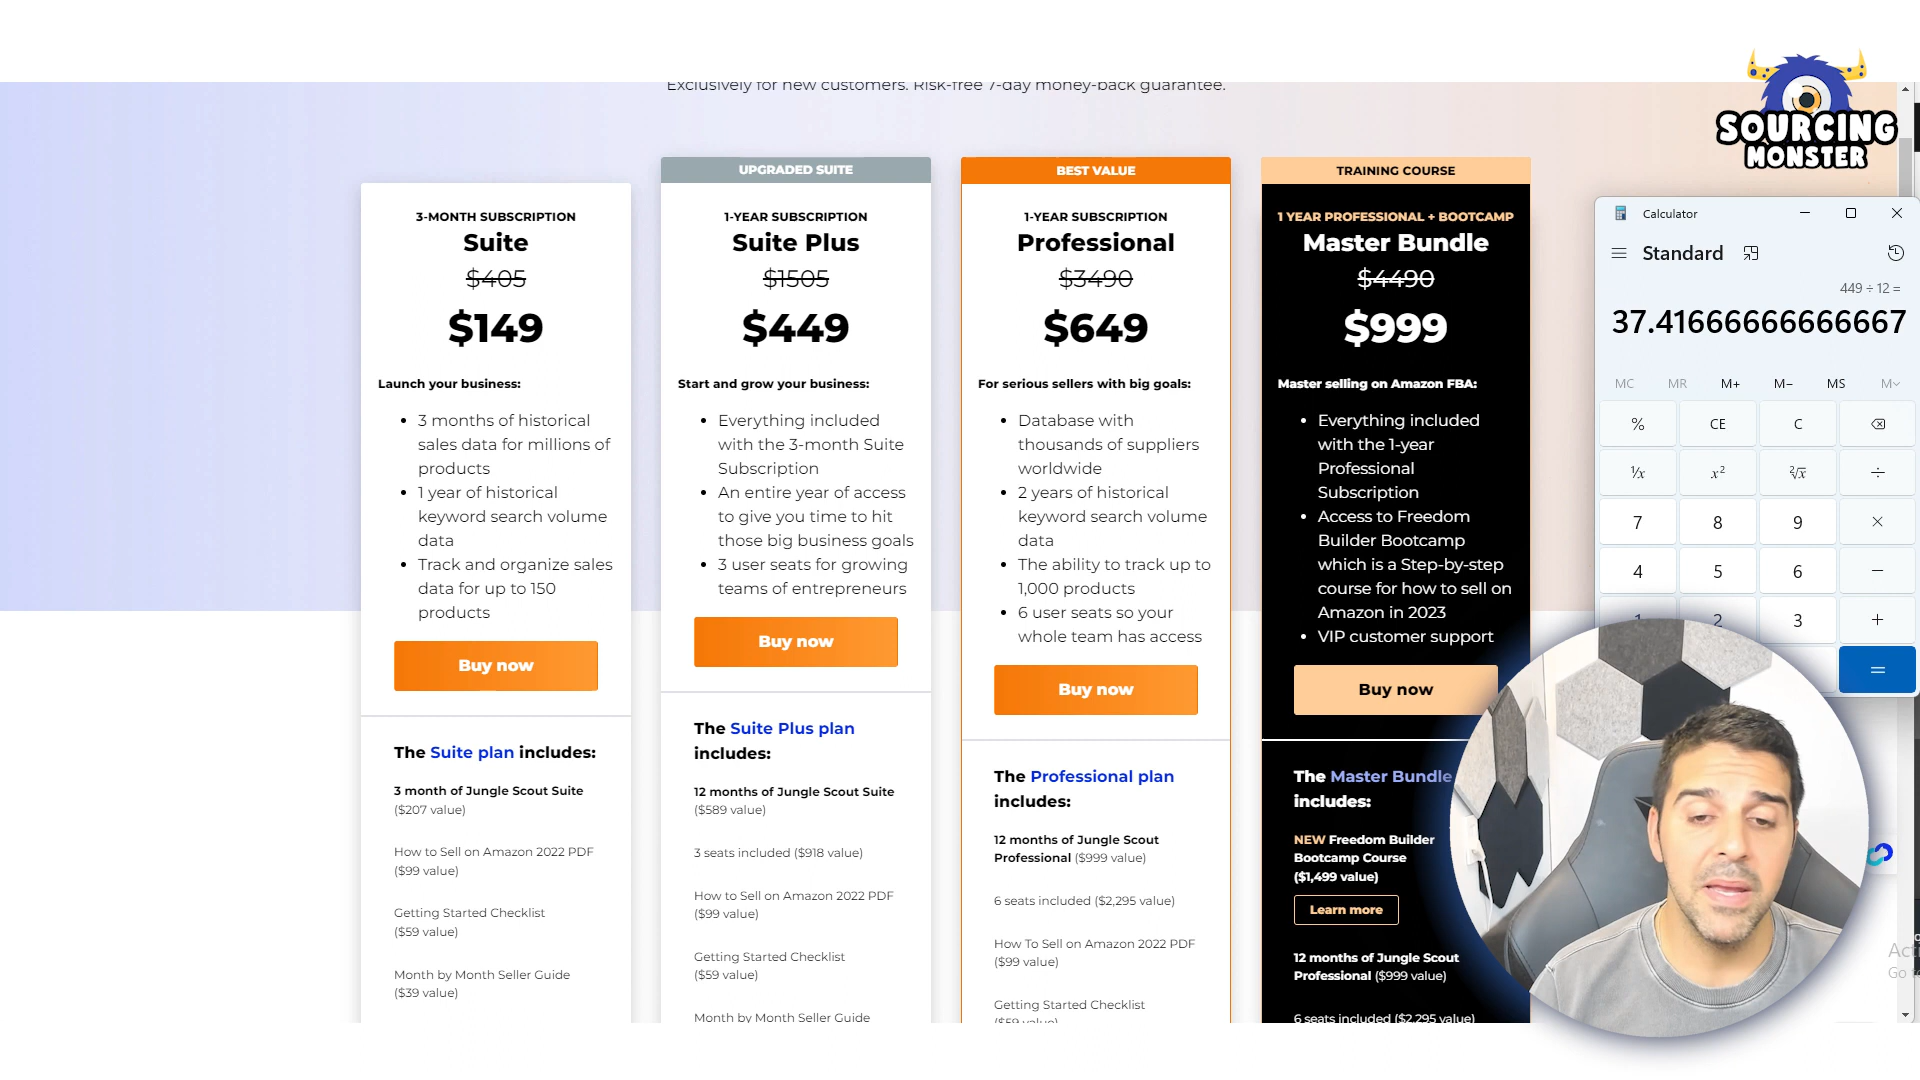 Exclusively for new customers. Risk-free 7-day money-back guarantee.
SOURCING
MONSTER
3-MONTH SUBSCRIPTION
Suite
$405
$149
Launch your business:
3 months of historical
sales data for millions of
products
1 year of historical
keyword search volume
data
Track and organize sales
data for up to 150
products
Buy now
The Suite plan includes:
3 month of Jungle Scout Suite
($207 value)
How to Sell on Amazon 2022 PDF
($99 value)
Getting Started Checklist
($59 value)
Month by Month Seller Guide
($39 value)
UPGRADED SUITE
1-YEAR SUBSCRIPTION
Suite Plus
$1505
$449
Start and grow your business:
Everything included
with the 3-month Suite
Subscription
An entire year of access
to give you time to hit
those big business goals
3 user seats for growing
teams of entrepreneurs
Buy now
The Suite Plus plan
includes:
12 months of Jungle Scout Suite
($589 value)
3 seats included ($918 value)
How to Sell on Amazon 2022 PDF
($99 value)
Getting Started Checklist
($59 value)
Month by Month Seller Guide
BEST VALUE
1-YEAR SUBSCRIPTION
Professional
$3490
$649
For serious sellers with big goals:
Database with
thousands of suppliers
worldwide
2 years of historical
keyword search volume
data
The ability to track up to
1,000 products
6 user seats so your
whole team has access
Buy now
The Professional plan
includes:
12 months of Jungle Scout
Professional ($999 value)
6 seats included ($2,295 value)
How To Sell on Amazon 2022 PDF
($99 value)
Getting Started Checklist
($59 value)
TRAINING COURSE
1 YEAR PROFESSIONAL + BOOTCAMP
Master Bundle
$4490
$999
Master selling on Amazon FBA:
Everything included
with the 1-year
Professional
Subscription
Access to Freedom
Builder Bootcamp
which is a Step-by-step
course for how to sell on
Amazon in 2023
VIP customer support
Buy now
The Master Bundle
includes:
NEW Freedom Builder
Bootcamp Course
($1,499 value)
Learn more
12 months of Jungle Scout
Professional ($999 value)
6 seats included ($2,295 value)
Calculator
Standard
449 ÷ 12 =
37.41666666666667
MC MR M+ M− MS M
% CE C
1/x x² ²√x ÷
7 8 9 ×
4 5 6 −
1 2 3 +
=
Go